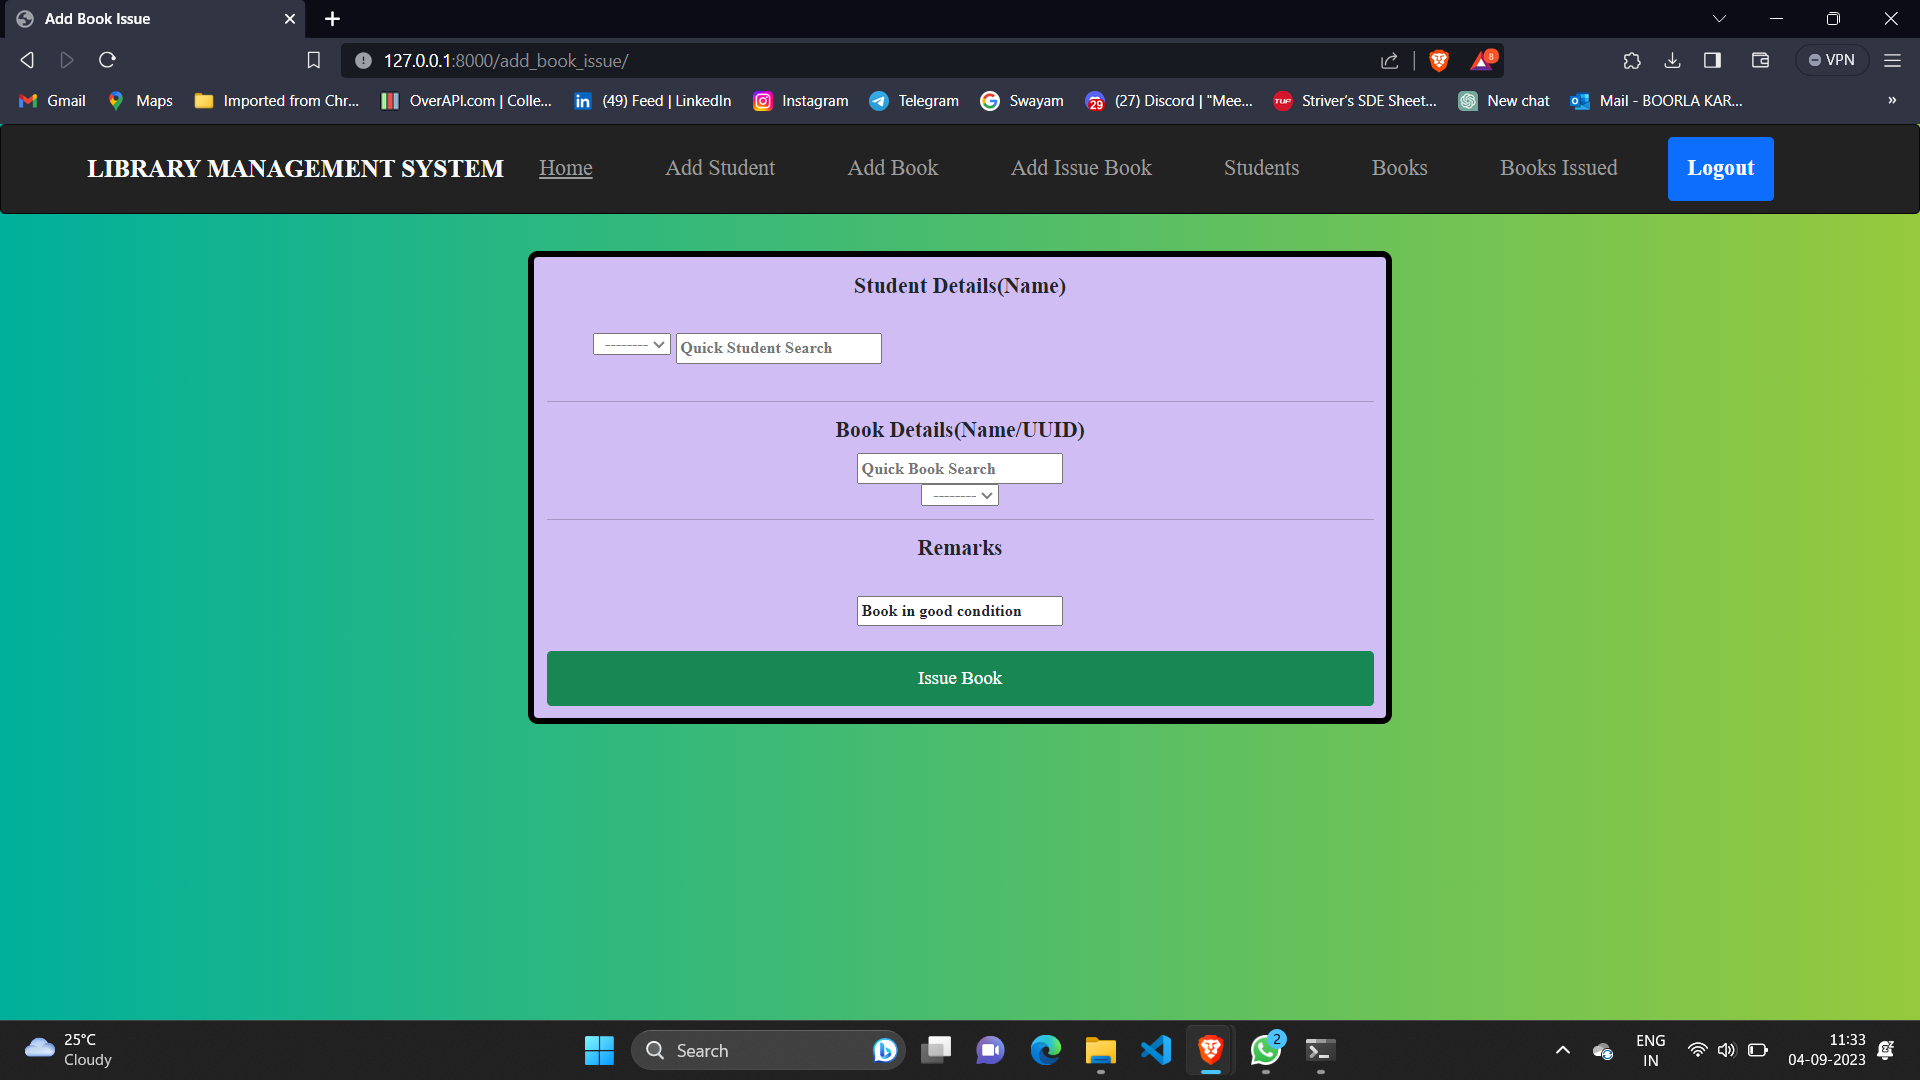 Add Book Issue
127.0.0.1:8000/add_book_issue/
8
VPN
Gmail
Maps
Imported from Chr...
OverAPI.com | Colle...
(49) Feed | LinkedIn
Instagram
Telegram
Swayam
29
(27) Discord | "Mee...
TUF
Striver's SDE Sheet...
New chat
Mail - BOORLA KAR...
»
LIBRARY MANAGEMENT SYSTEM
Home
Add Student
Add Book
Add Issue Book
Students
Books
Books Issued
Logout
Student Details(Name)
--------
Quick Student Search
Book Details(Name/UUID)
Quick Book Search
--------
Remarks
Book in good condition
Issue Book
25°C
Cloudy
Search
2
ENG
IN
11:33
04-09-2023